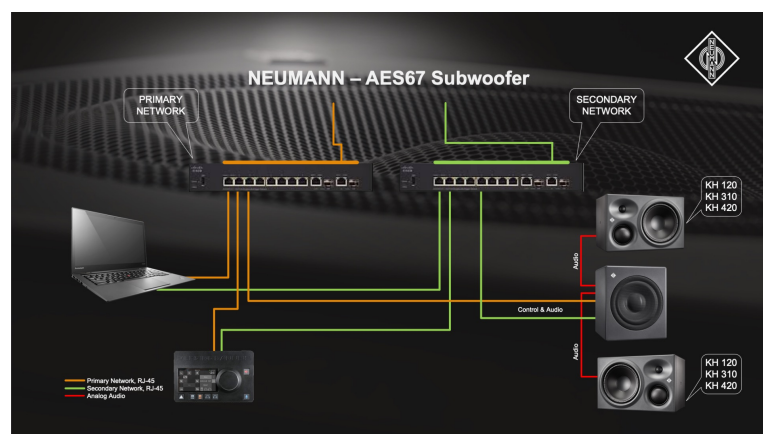 NEUMANN – AES67 Subwoofer
NEUMANN
PRIMARY
NETWORK
SECONDARY
NETWORK
KH 120
KH 310
KH 420
Audio
Control & Audio
Audio
KH 120
KH 310
KH 420
Primary Network, RJ-45
Secondary Network, RJ-45
Analog Audio